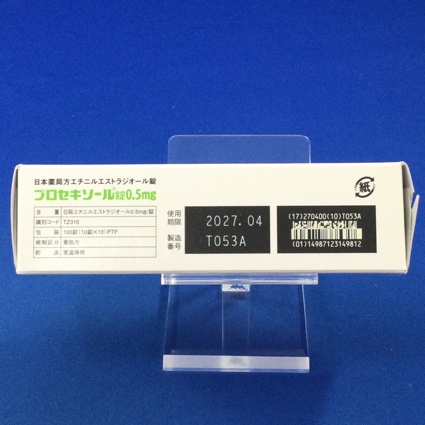 日本薬局方エチニルエストラジオール錠
プロセキソール®錠0.5mg
含量 日局エチニルエストラジオール0.5mg/錠
識別コード TZ316
包装 100錠(10錠×10)PTP
規制区分 要処方
貯法 室温保存
使用期限 2027.04
製造番号 T053A
紙
(17)270400(10)T053A
(01)14987123149812